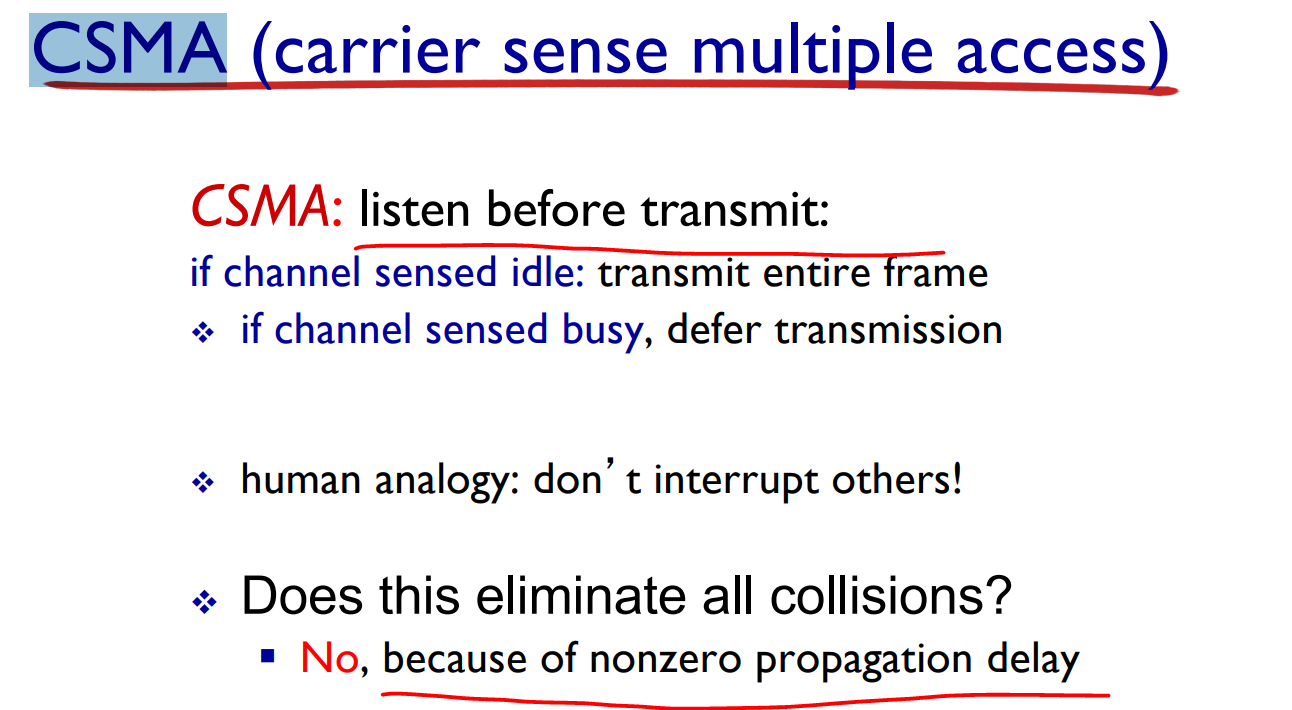 CSMA (carrier sense multiple access)
CSMA: listen before transmit:
if channel sensed idle: transmit entire frame
❖ if channel sensed busy, defer transmission
❖ human analogy: don’t interrupt others!
❖ Does this eliminate all collisions?
▪ No, because of nonzero propagation delay